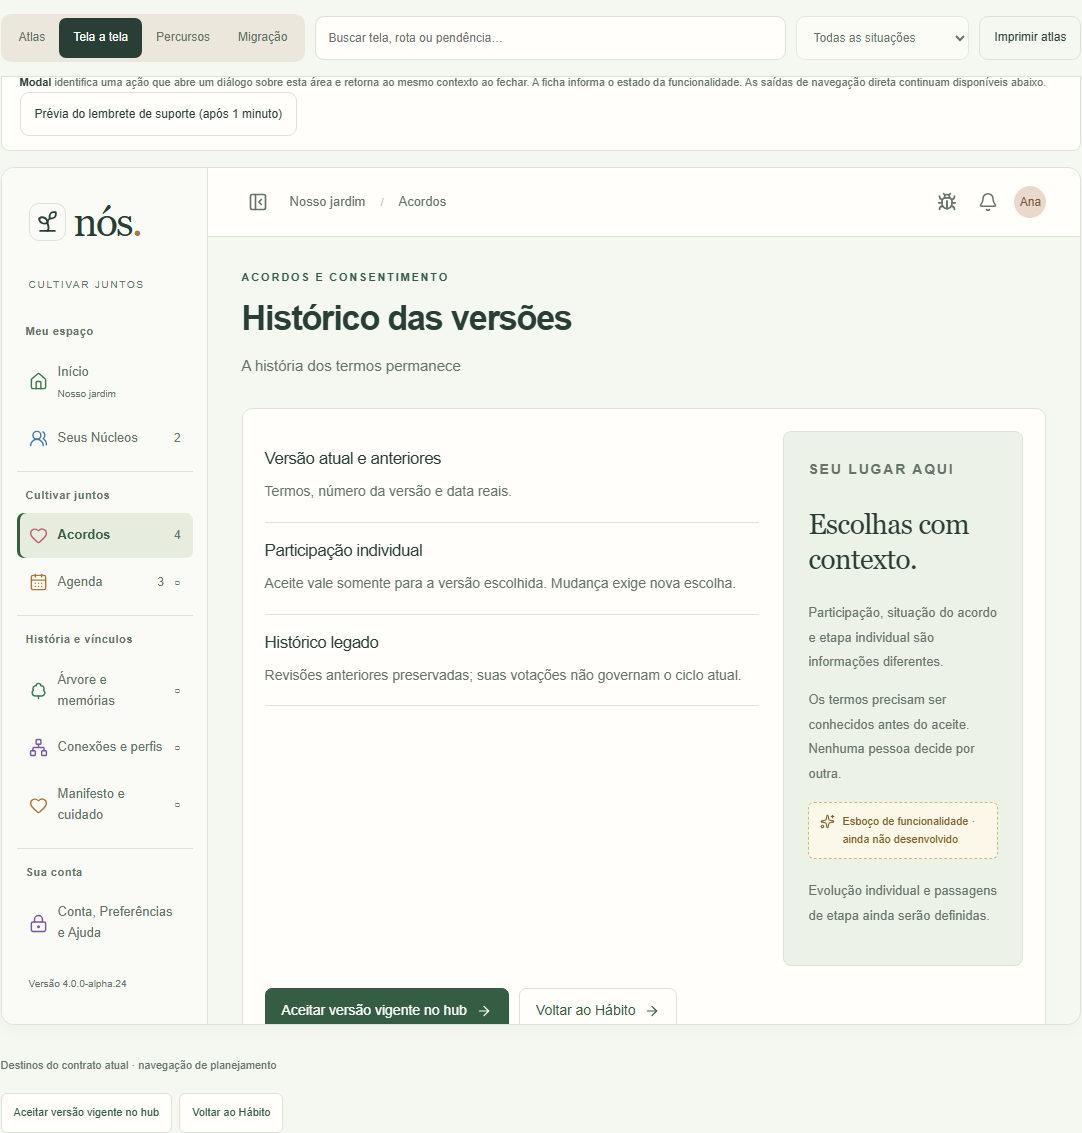 Atlas
Tela a tela
Percursos
Migração
Buscar tela, rota ou pendência...
Todas as situações
Imprimir atlas
Modal identifica uma ação que abre um diálogo sobre esta área e retorna ao mesmo contexto ao fechar. A ficha informa o estado da funcionalidade. As saídas de navegação direta continuam disponíveis abaixo.
Prévia do lembrete de suporte (após 1 minuto)
nós.
CULTIVAR JUNTOS
Meu espaço
Início
Nosso jardim
Seus Núcleos 2
Cultivar juntos
Acordos 4
Agenda 3
História e vínculos
Árvore e
memórias
Conexões e perfis
Manifesto e
cuidado
Sua conta
Conta, Preferências
e Ajuda
Versão 4.0.0-alpha.24
Nosso jardim / Acordos
Ana
ACORDOS E CONSENTIMENTO
Histórico das versões
A história dos termos permanece
Versão atual e anteriores
Termos, número da versão e data reais.
Participação individual
Aceite vale somente para a versão escolhida. Mudança exige nova escolha.
Histórico legado
Revisões anteriores preservadas; suas votações não governam o ciclo atual.
SEU LUGAR AQUI
Escolhas com
contexto.
Participação, situação do acordo
e etapa individual são
informações diferentes.
Os termos precisam ser
conhecidos antes do aceite.
Nenhuma pessoa decide por
outra.
Esboço de funcionalidade ·
ainda não desenvolvido
Evolução individual e passagens
de etapa ainda serão definidas.
Aceitar versão vigente no hub →
Voltar ao Hábito →
Destinos do contrato atual · navegação de planejamento
Aceitar versão vigente no hub
Voltar ao Hábito